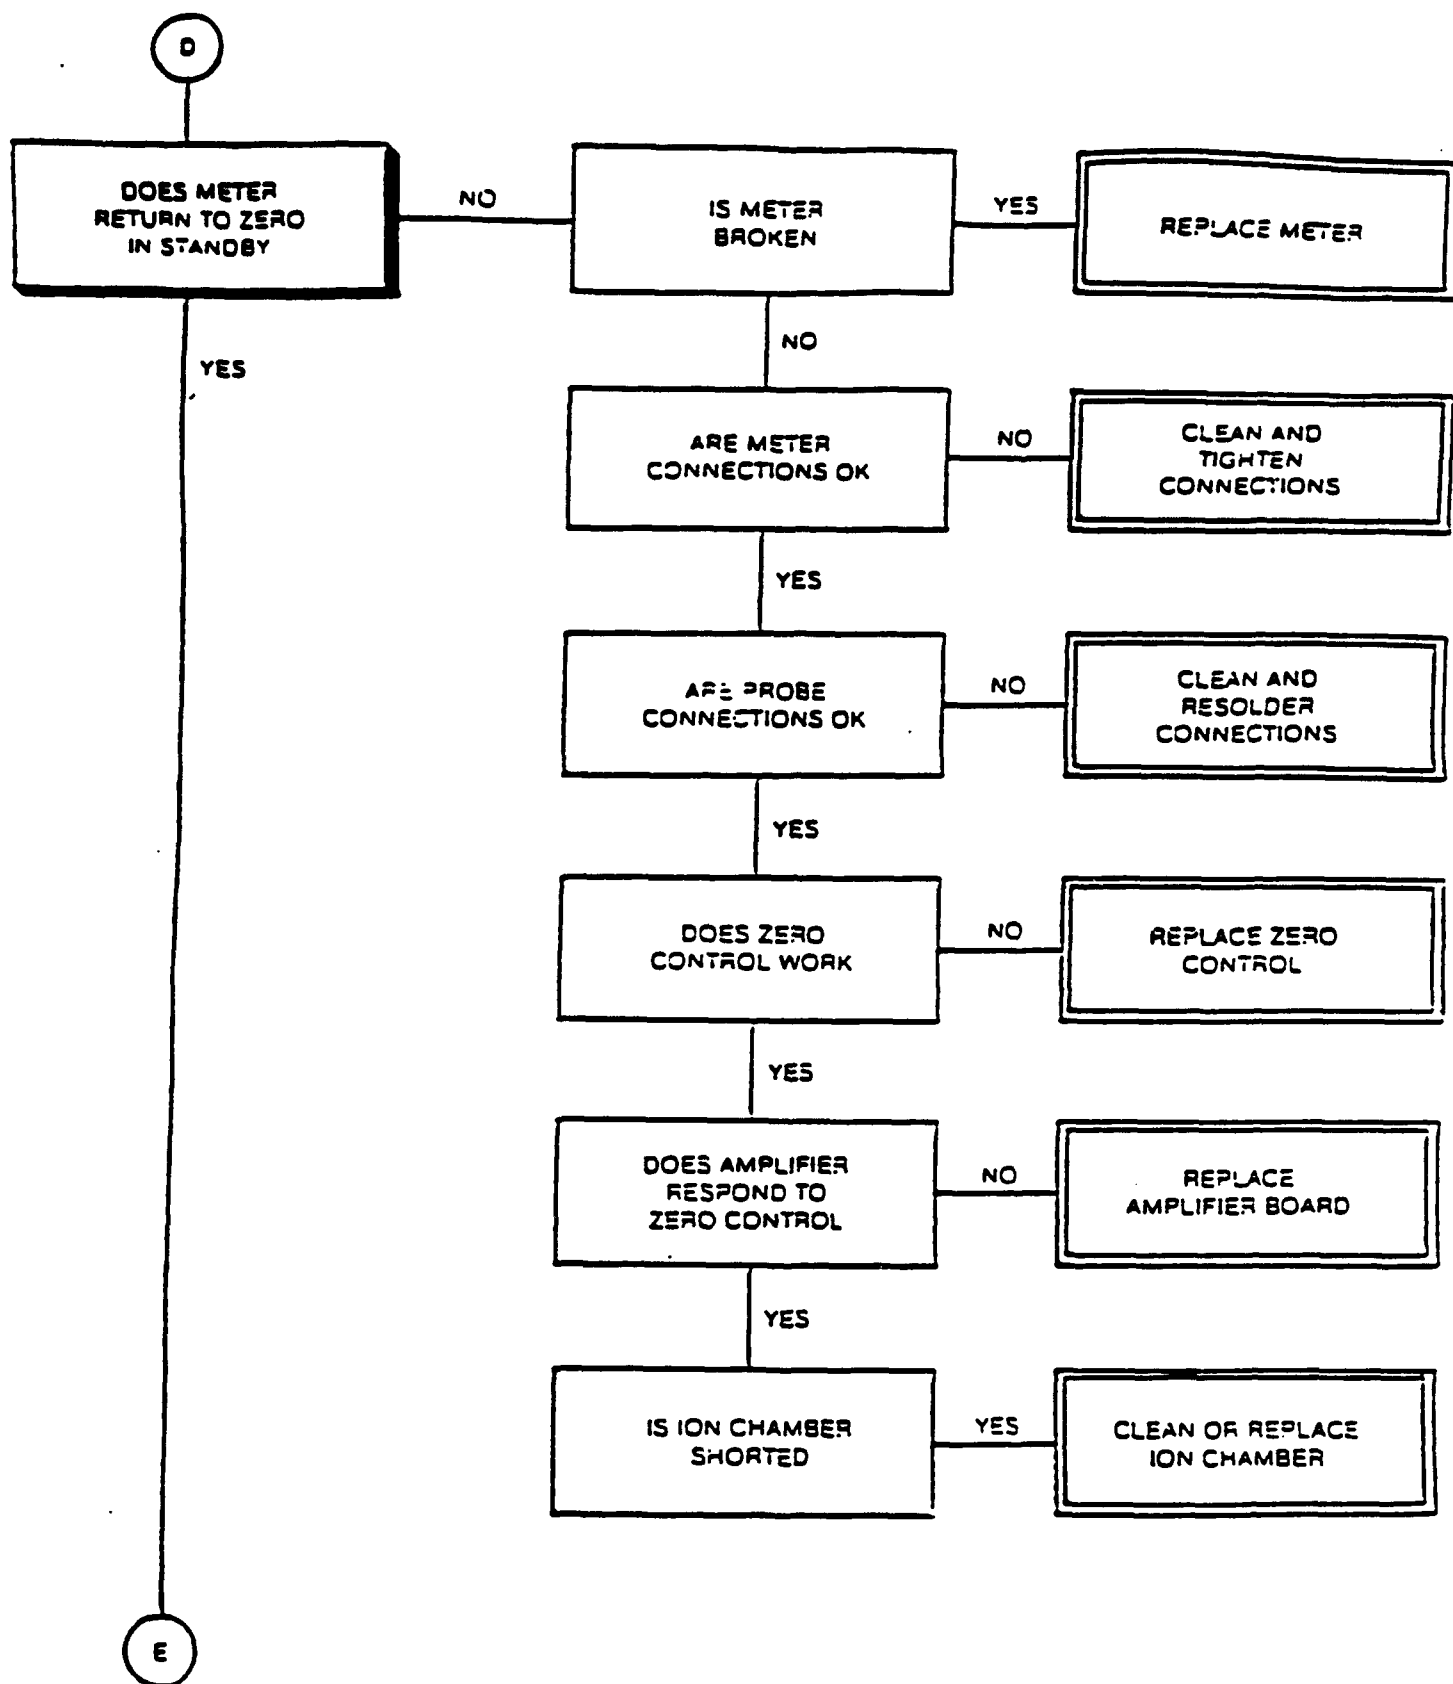 D
DOES METER
RETURN TO ZERO
IN STANDBY
NO
IS METER
BROKEN
YES
REPLACE METER
YES
NO
ARE METER
CONNECTIONS OK
NO
CLEAN AND
TIGHTEN
CONNECTIONS
YES
ARE PROBE
CONNECTIONS OK
NO
CLEAN AND
RESOLDER
CONNECTIONS
YES
DOES ZERO
CONTROL WORK
NO
REPLACE ZERO
CONTROL
YES
DOES AMPLIFIER
RESPOND TO
ZERO CONTROL
NO
REPLACE
AMPLIFIER BOARD
YES
IS ION CHAMBER
SHORTED
YES
CLEAN OR REPLACE
ION CHAMBER
E